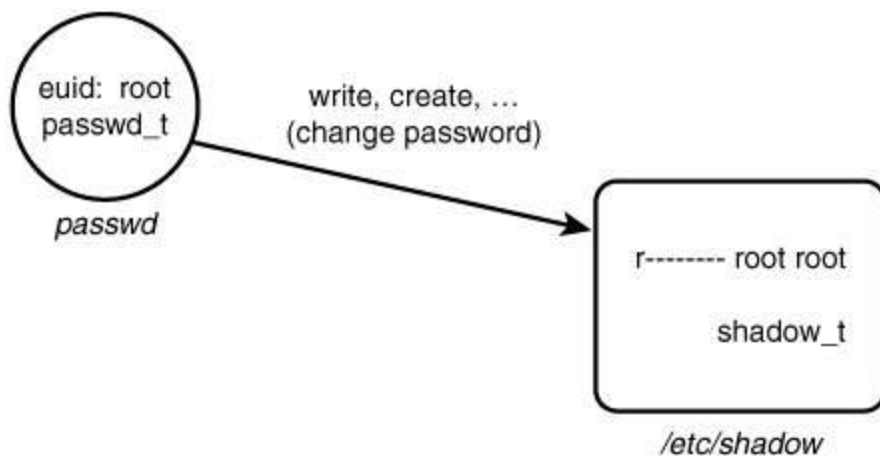 euid: root
passwd_t
passwd
write, create, ...
(change password)
r-------- root root
shadow_t
/etc/shadow